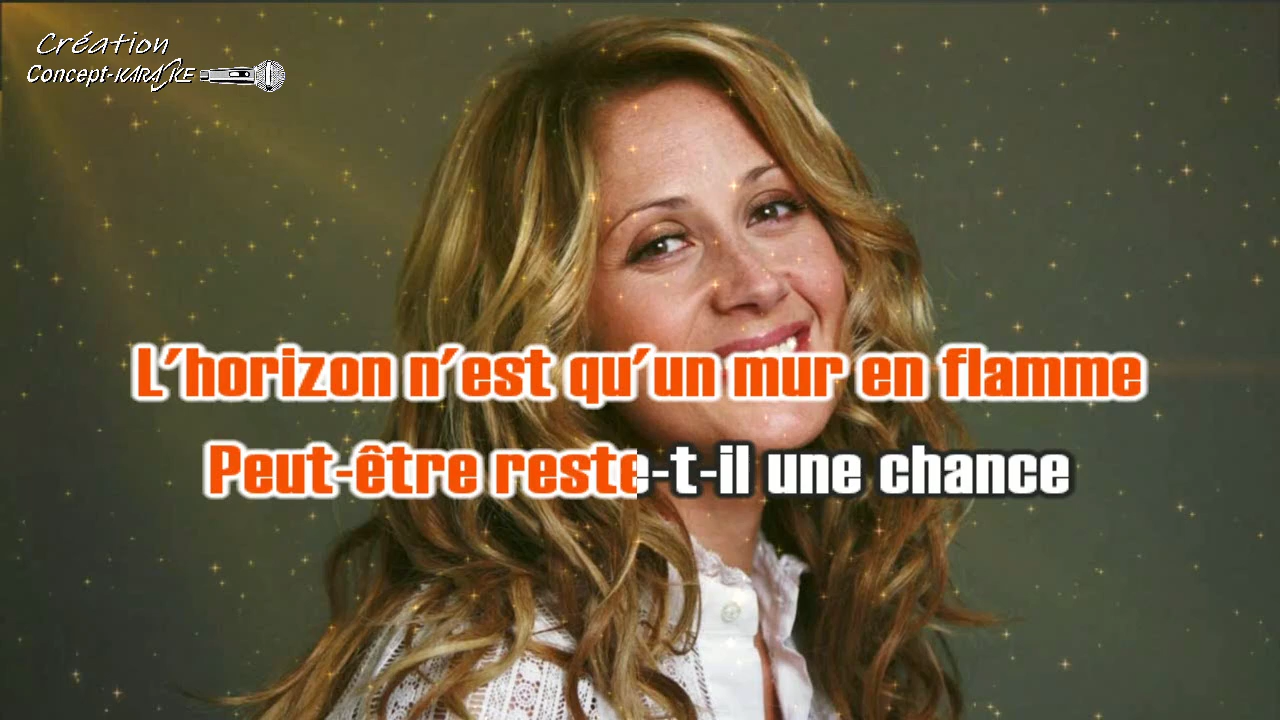 Création
Concept-KARAOKE
L'horizon n'est qu'un mur en flamme
Peut-être reste-t-il une chance